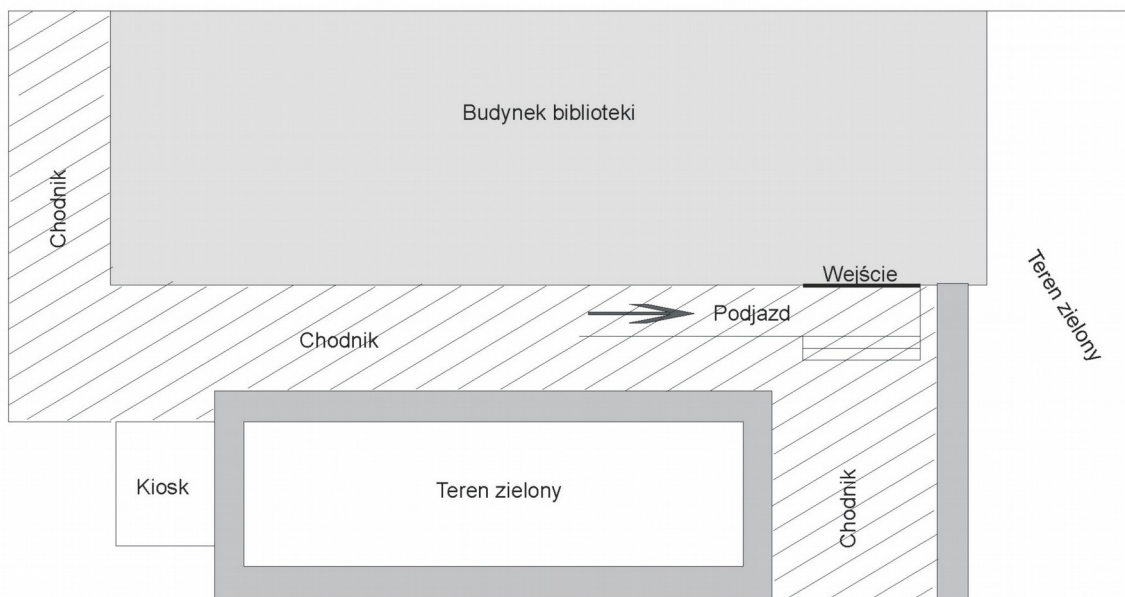 Budynek biblioteki
Chodnik
Wejście
Teren zielony
Podjazd
Chodnik
Kiosk
Teren zielony
Chodnik